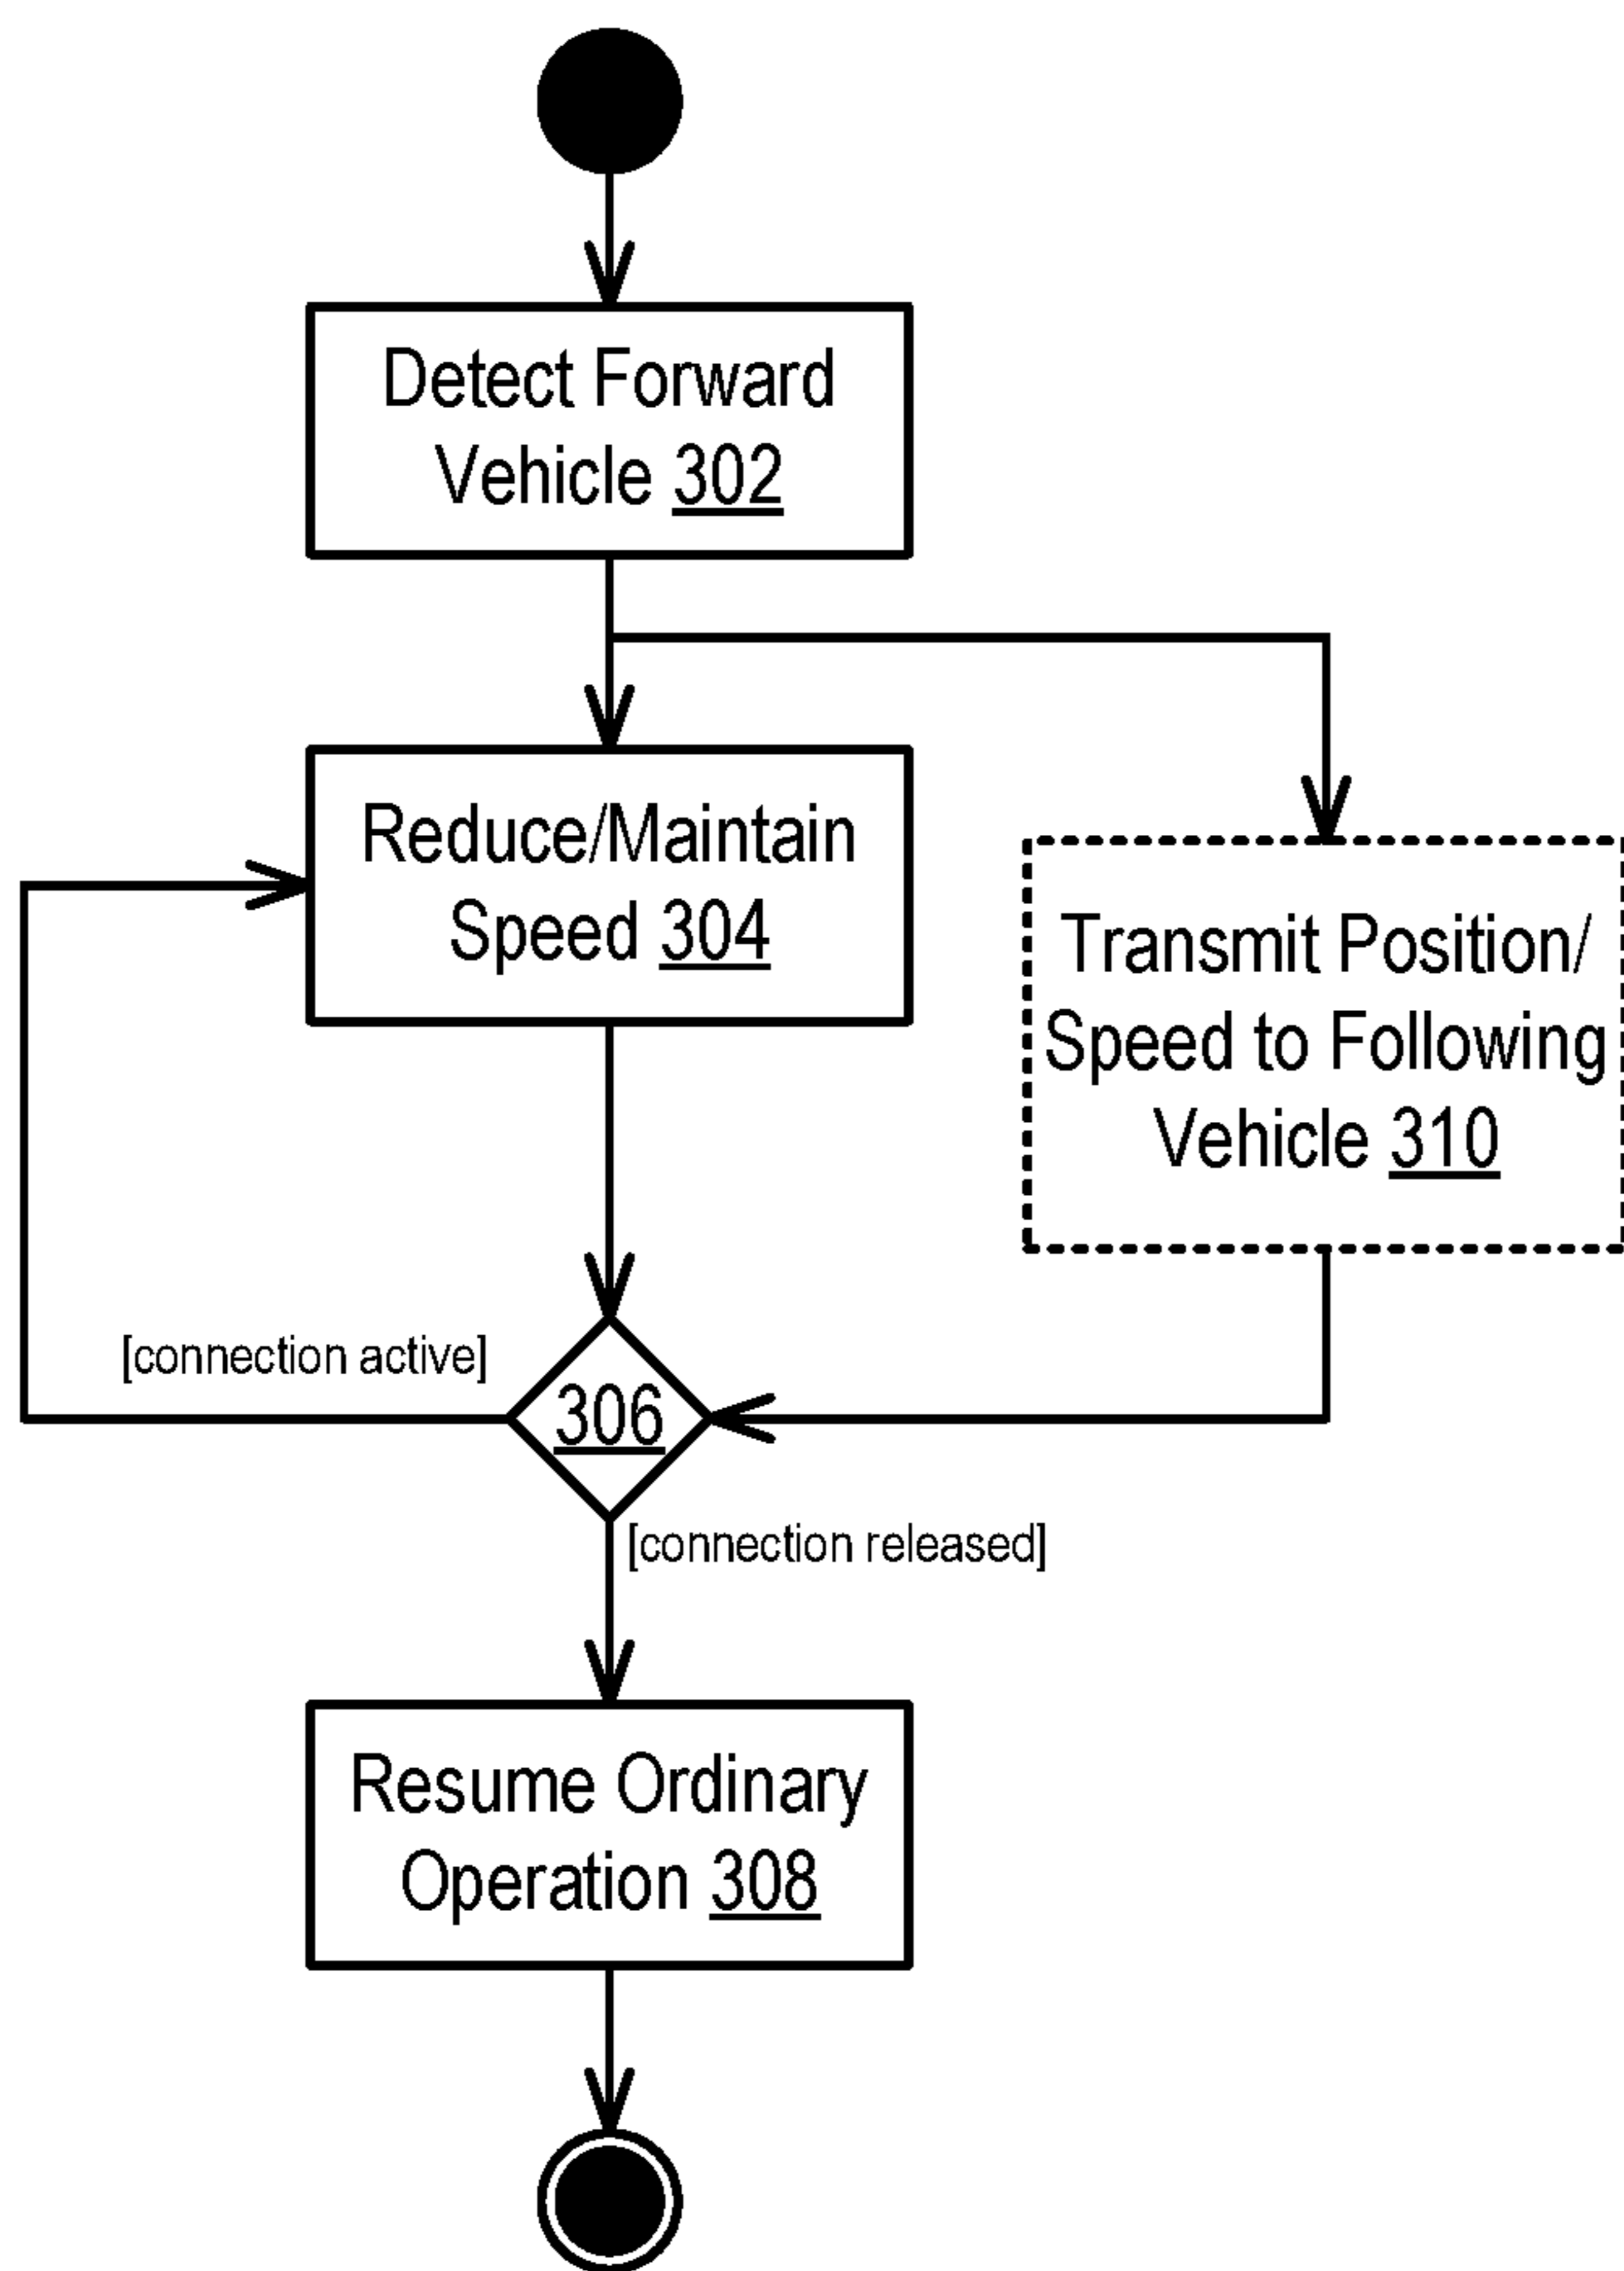 Detect Forward
Vehicle 302
Reduce/Maintain
Speed 304
Transmit Position/
Speed to Following
Vehicle 310
[connection active]
306
[connection released]
Resume Ordinary
Operation 308